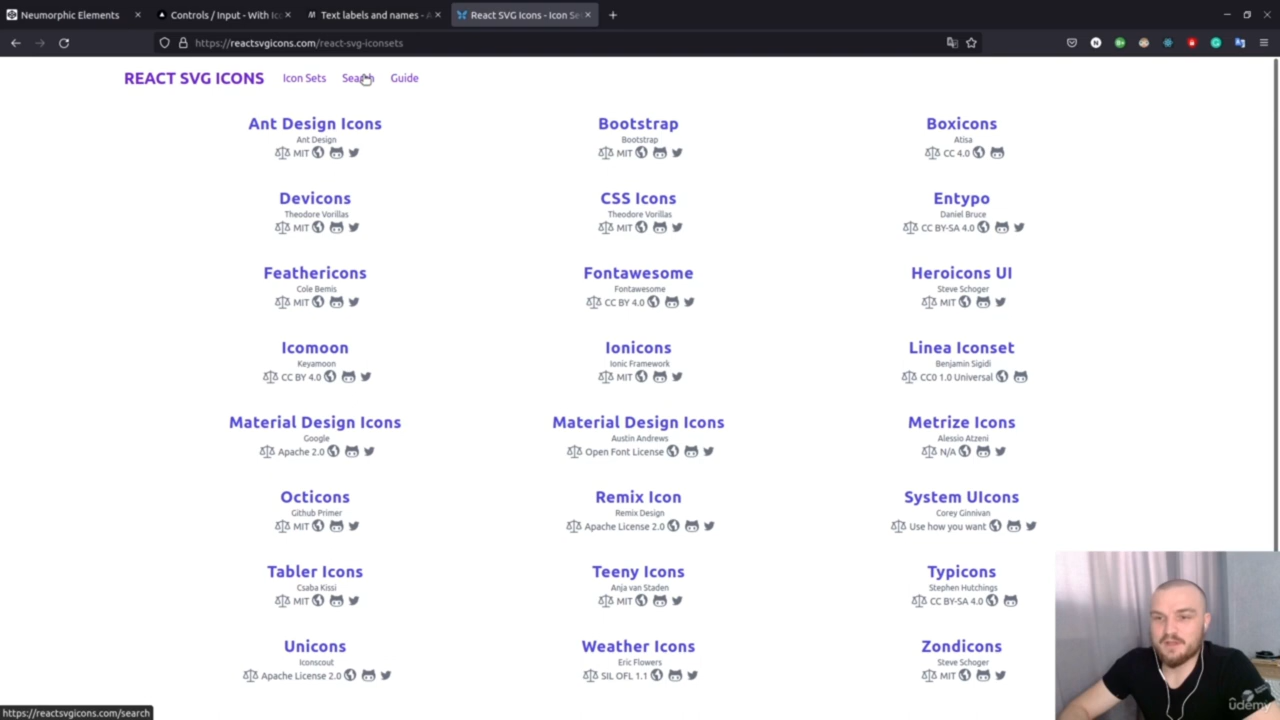 Neumorphic Elements
Controls / Input - With Ic
Text labels and names - A
React SVG Icons - Icon Se
https://reactsvgicons.com/react-svg-iconsets
REACT SVG ICONS
Icon Sets
Search
Guide
Ant Design Icons
Ant Design
MIT
Bootstrap
Bootstrap
MIT
Boxicons
Atisa
CC 4.0
Devicons
Theodore Vorillas
MIT
CSS Icons
Theodore Vorillas
MIT
Entypo
Daniel Bruce
CC BY-SA 4.0
Feathericons
Cole Bemis
MIT
Fontawesome
Fontawesome
CC BY 4.0
Heroicons UI
Steve Schoger
MIT
Icomoon
Keyamoon
CC BY 4.0
Ionicons
Ionic Framework
MIT
Linea Iconset
Benjamin Sigidi
CC0 1.0 Universal
Material Design Icons
Google
Apache 2.0
Material Design Icons
Austin Andrews
Open Font License
Metrize Icons
Alessio Atzeni
N/A
Octicons
Github Primer
MIT
Remix Icon
Remix Design
Apache License 2.0
System UIcons
Corey Ginnivan
Use how you want
Tabler Icons
Csaba Kissi
MIT
Teeny Icons
Anja van Staden
MIT
Typicons
Stephen Hutchings
CC BY-SA 4.0
Unicons
Iconscout
Apache License 2.0
Weather Icons
Eric Flowers
SIL OFL 1.1
Zondicons
Steve Schoger
MIT
https://reactsvgicons.com/search
udemy